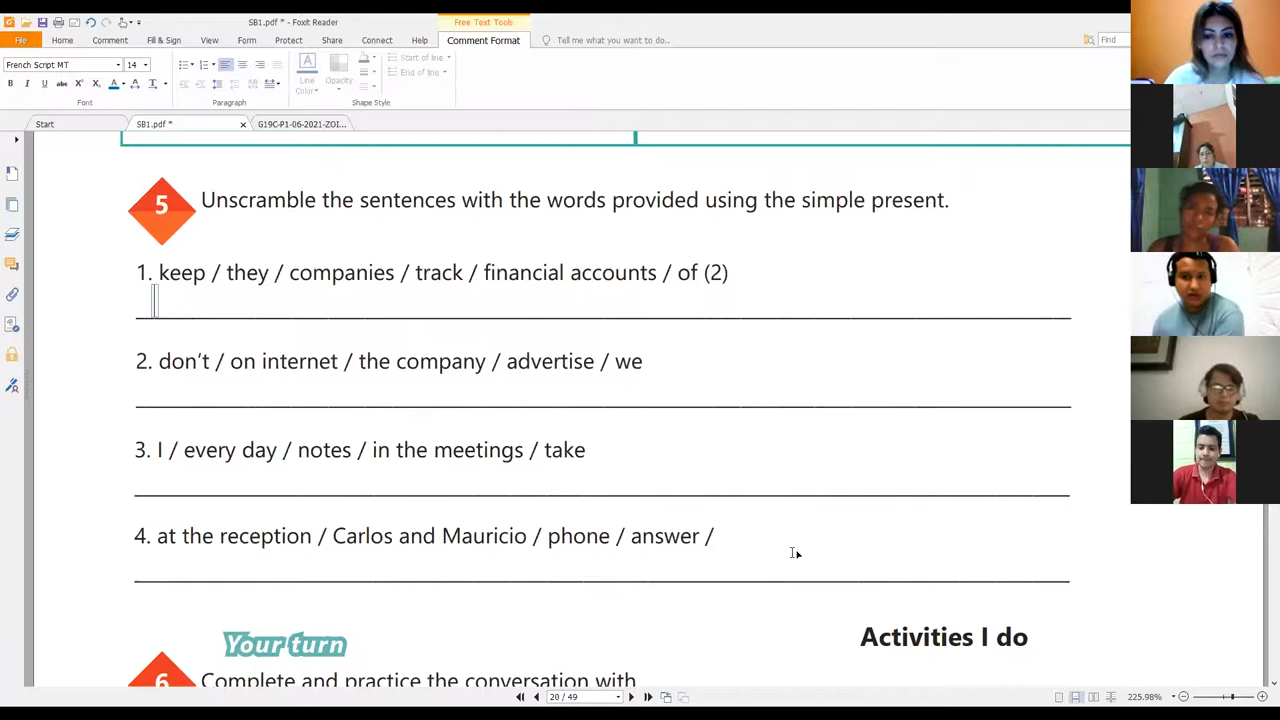 SB1.pdf * - Foxit Reader
Free Text Tools
File
Home
Comment
Fill & Sign
View
Form
Protect
Share
Connect
Help
Comment Format
Tell me what you want to do..
Find
French Script MT
14
Line
Color
Opacity
Start of line
End of line
Font
Paragraph
Shape Style
Start
SB1.pdf *
G19C-P1-06-2021-ZOI...
5
Unscramble the sentences with the words provided using the simple present.
1. keep / they / companies / track / financial accounts / of (2)
2. don't / on internet / the company / advertise / we
3. I / every day / notes / in the meetings / take
4. at the reception / Carlos and Mauricio / phone / answer /
Your turn
Activities I do
6
Complete and practice the conversation with
20 / 49
225.98%